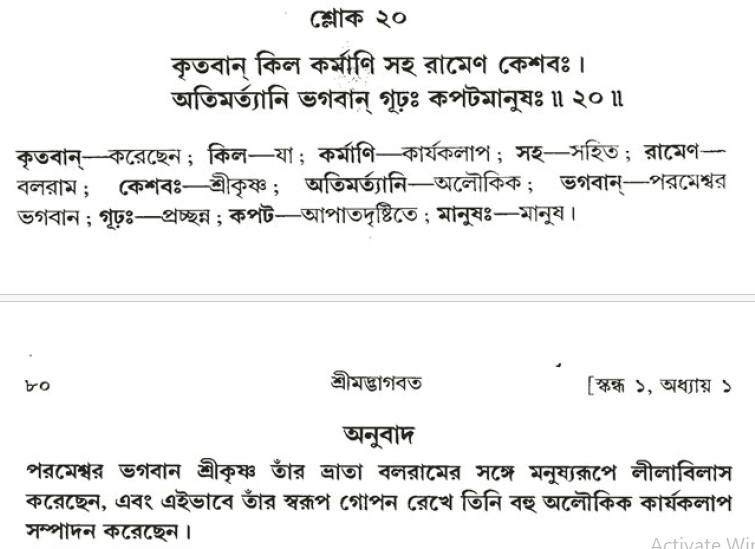 শ্লোক ২০
কৃতবান্ কিল কর্মাণি সহ রামেণ কেশবঃ ।
অতিমর্ত্যানি ভগবান্ গূঢ়ঃ কপটমানুষঃ ॥ ২০ ॥
কৃতবান্—করেছেন ; কিল—যা ; কর্মাণি—কার্যকলাপ ; সহ—সহিত ; রামেণ—
বলরাম ; কেশবঃ—শ্রীকৃষ্ণ ; অতিমর্ত্যানি—অলৌকিক ; ভগবান্—পরমেশ্বর
ভগবান ; গূঢ়ঃ—প্রচ্ছন্ন ; কপট—আপাতদৃষ্টিতে ; মানুষঃ—মানুষ ।
৮০ শ্রীমদ্ভাগবত [স্কন্ধ ১, অধ্যায় ১
অনুবাদ
পরমেশ্বর ভগবান শ্রীকৃষ্ণ তাঁর ভ্রাতা বলরামের সঙ্গে মনুষ্যরূপে লীলাবিলাস
করেছেন, এবং এইভাবে তাঁর স্বরূপ গোপন রেখে তিনি বহু অলৌকিক কার্যকলাপ
সম্পাদন করেছেন ।
Activate Win